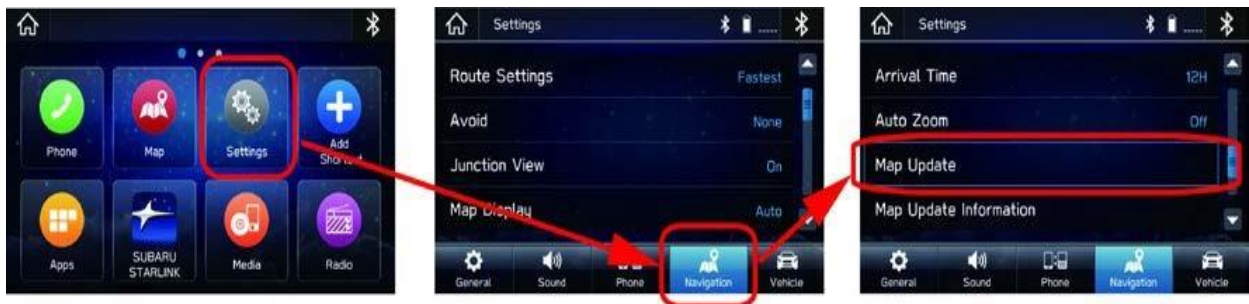 Phone
Map
Settings
Add
Shortcut
Apps
SUBARU
STARLINK
Media
Radio
Settings
Route Settings Fastest
Avoid None
Junction View On
Map Display Auto
General Sound Phone Navigation Vehicle
Settings
Arrival Time 12H
Auto Zoom Off
Map Update
Map Update Information
General Sound Phone Navigation Vehicle